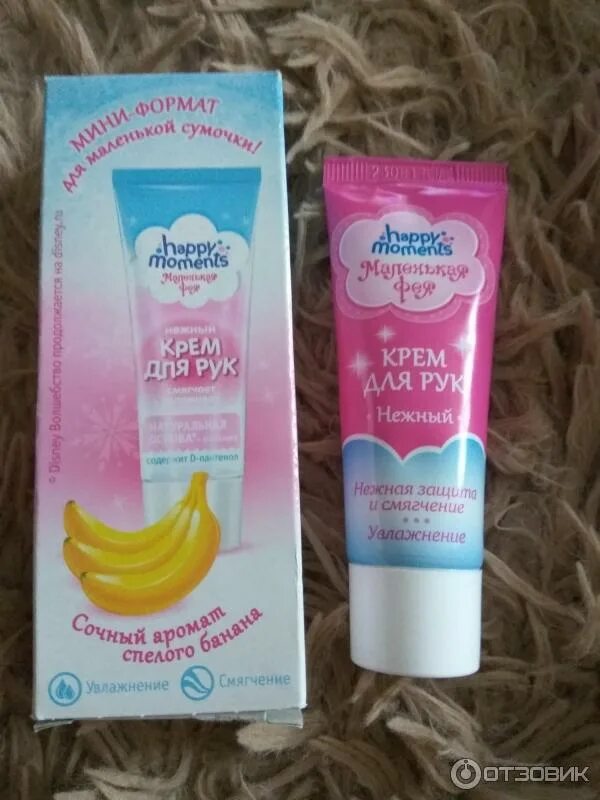 МИНИ-ФОРМАТ
для маленькой сумочки!
© Disney Волшебство продолжается на disney.ru
happy
moments
Маленькая
фея
нежный
КРЕМ
ДЛЯ РУК
смягчает
НАТУРАЛЬНАЯ
ОСНОВА*
содержит D-пантенол
Сочный аромат
спелого банана
Увлажнение
Смягчение
happy
moments
Маленькая
фея
КРЕМ
ДЛЯ РУК
Нежный
Нежная защита
и смягчение
Увлажнение
ОТЗОВИК